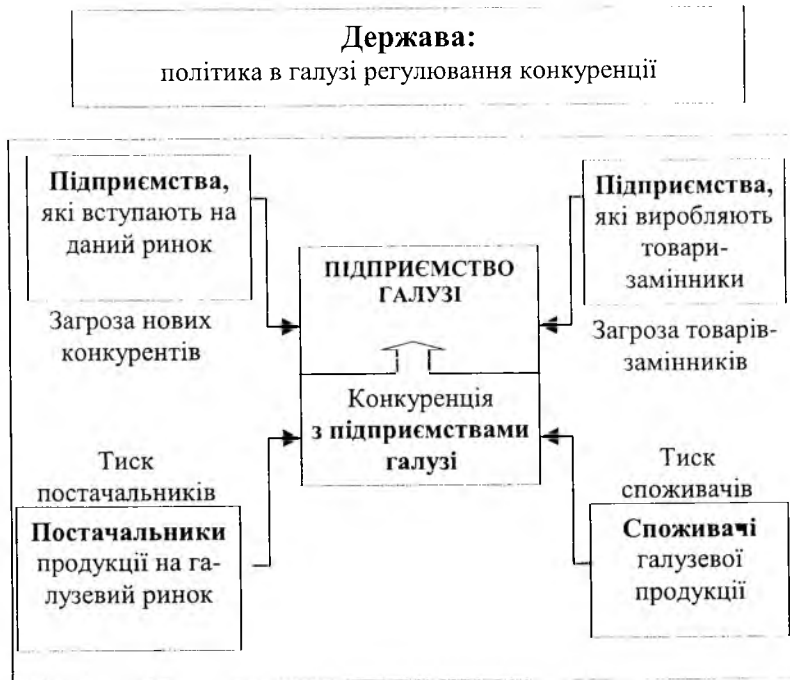 Держава:
політика в галузі регулювання конкуренції
Підприємства,
які вступають на
даний ринок
Загроза нових
конкурентів
Підприємства,
які виробляють
товари-
замінники
Загроза товарів-
замінників
ПІДПРИЄМСТВО
ГАЛУЗІ
Конкуренція
з підприємствами
галузі
Тиск
постачальників
Постачальники
продукції на га-
лузевий ринок
Тиск
споживачів
Споживачі
галузевої
продукції